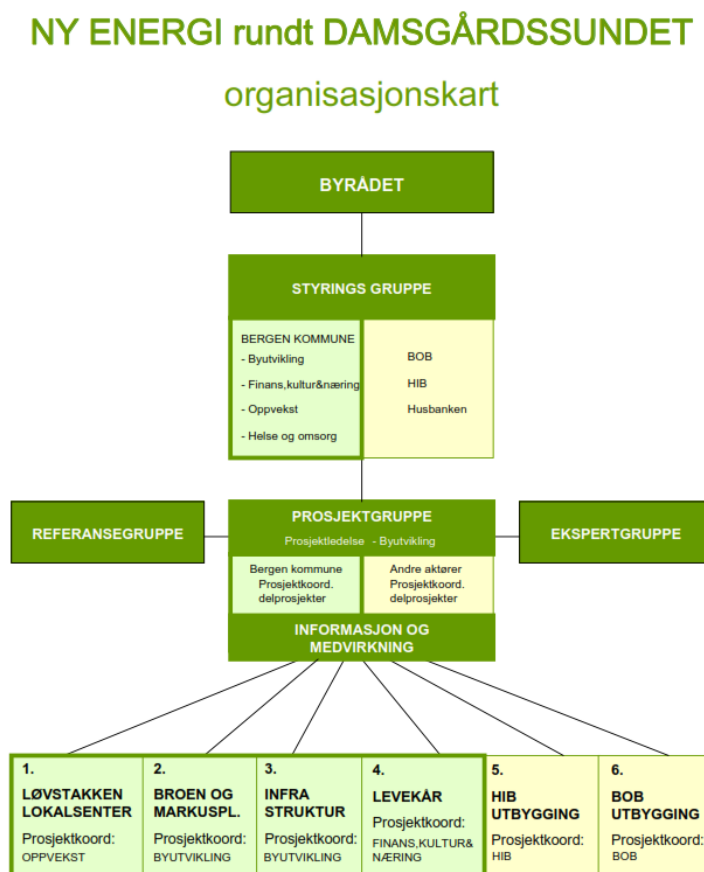 NY ENERGI rundt DAMSGÅRDSSUNDET
organisasjonskart
BYRÅDET
STYRINGS GRUPPE
BERGEN KOMMUNE
- Byutvikling
- Finans,kultur&næring
- Oppvekst
- Helse og omsorg
BOB
HIB
Husbanken
REFERANSEGRUPPE
PROSJEKTGRUPPE
Prosjektledelse - Byutvikling
Bergen kommune
Prosjektkoord.
delprosjekter
Andre aktører
Prosjektkoord.
delprosjekter
INFORMASJON OG
MEDVIRKNING
EKSPERTGRUPPE
1.
LØVSTAKKEN
LOKALSENTER
Prosjektkoord:
OPPVEKST
2.
BROEN OG
MARKUSPL.
Prosjektkoord:
BYUTVIKLING
3.
INFRA
STRUKTUR
Prosjektkoord:
BYUTVIKLING
4.
LEVEKÅR
Prosjektkoord:
FINANS,KULTUR&
NÆRING
5.
HIB
UTBYGGING
Prosjektkoord:
HIB
6.
BOB
UTBYGGING
Prosjektkoord:
BOB